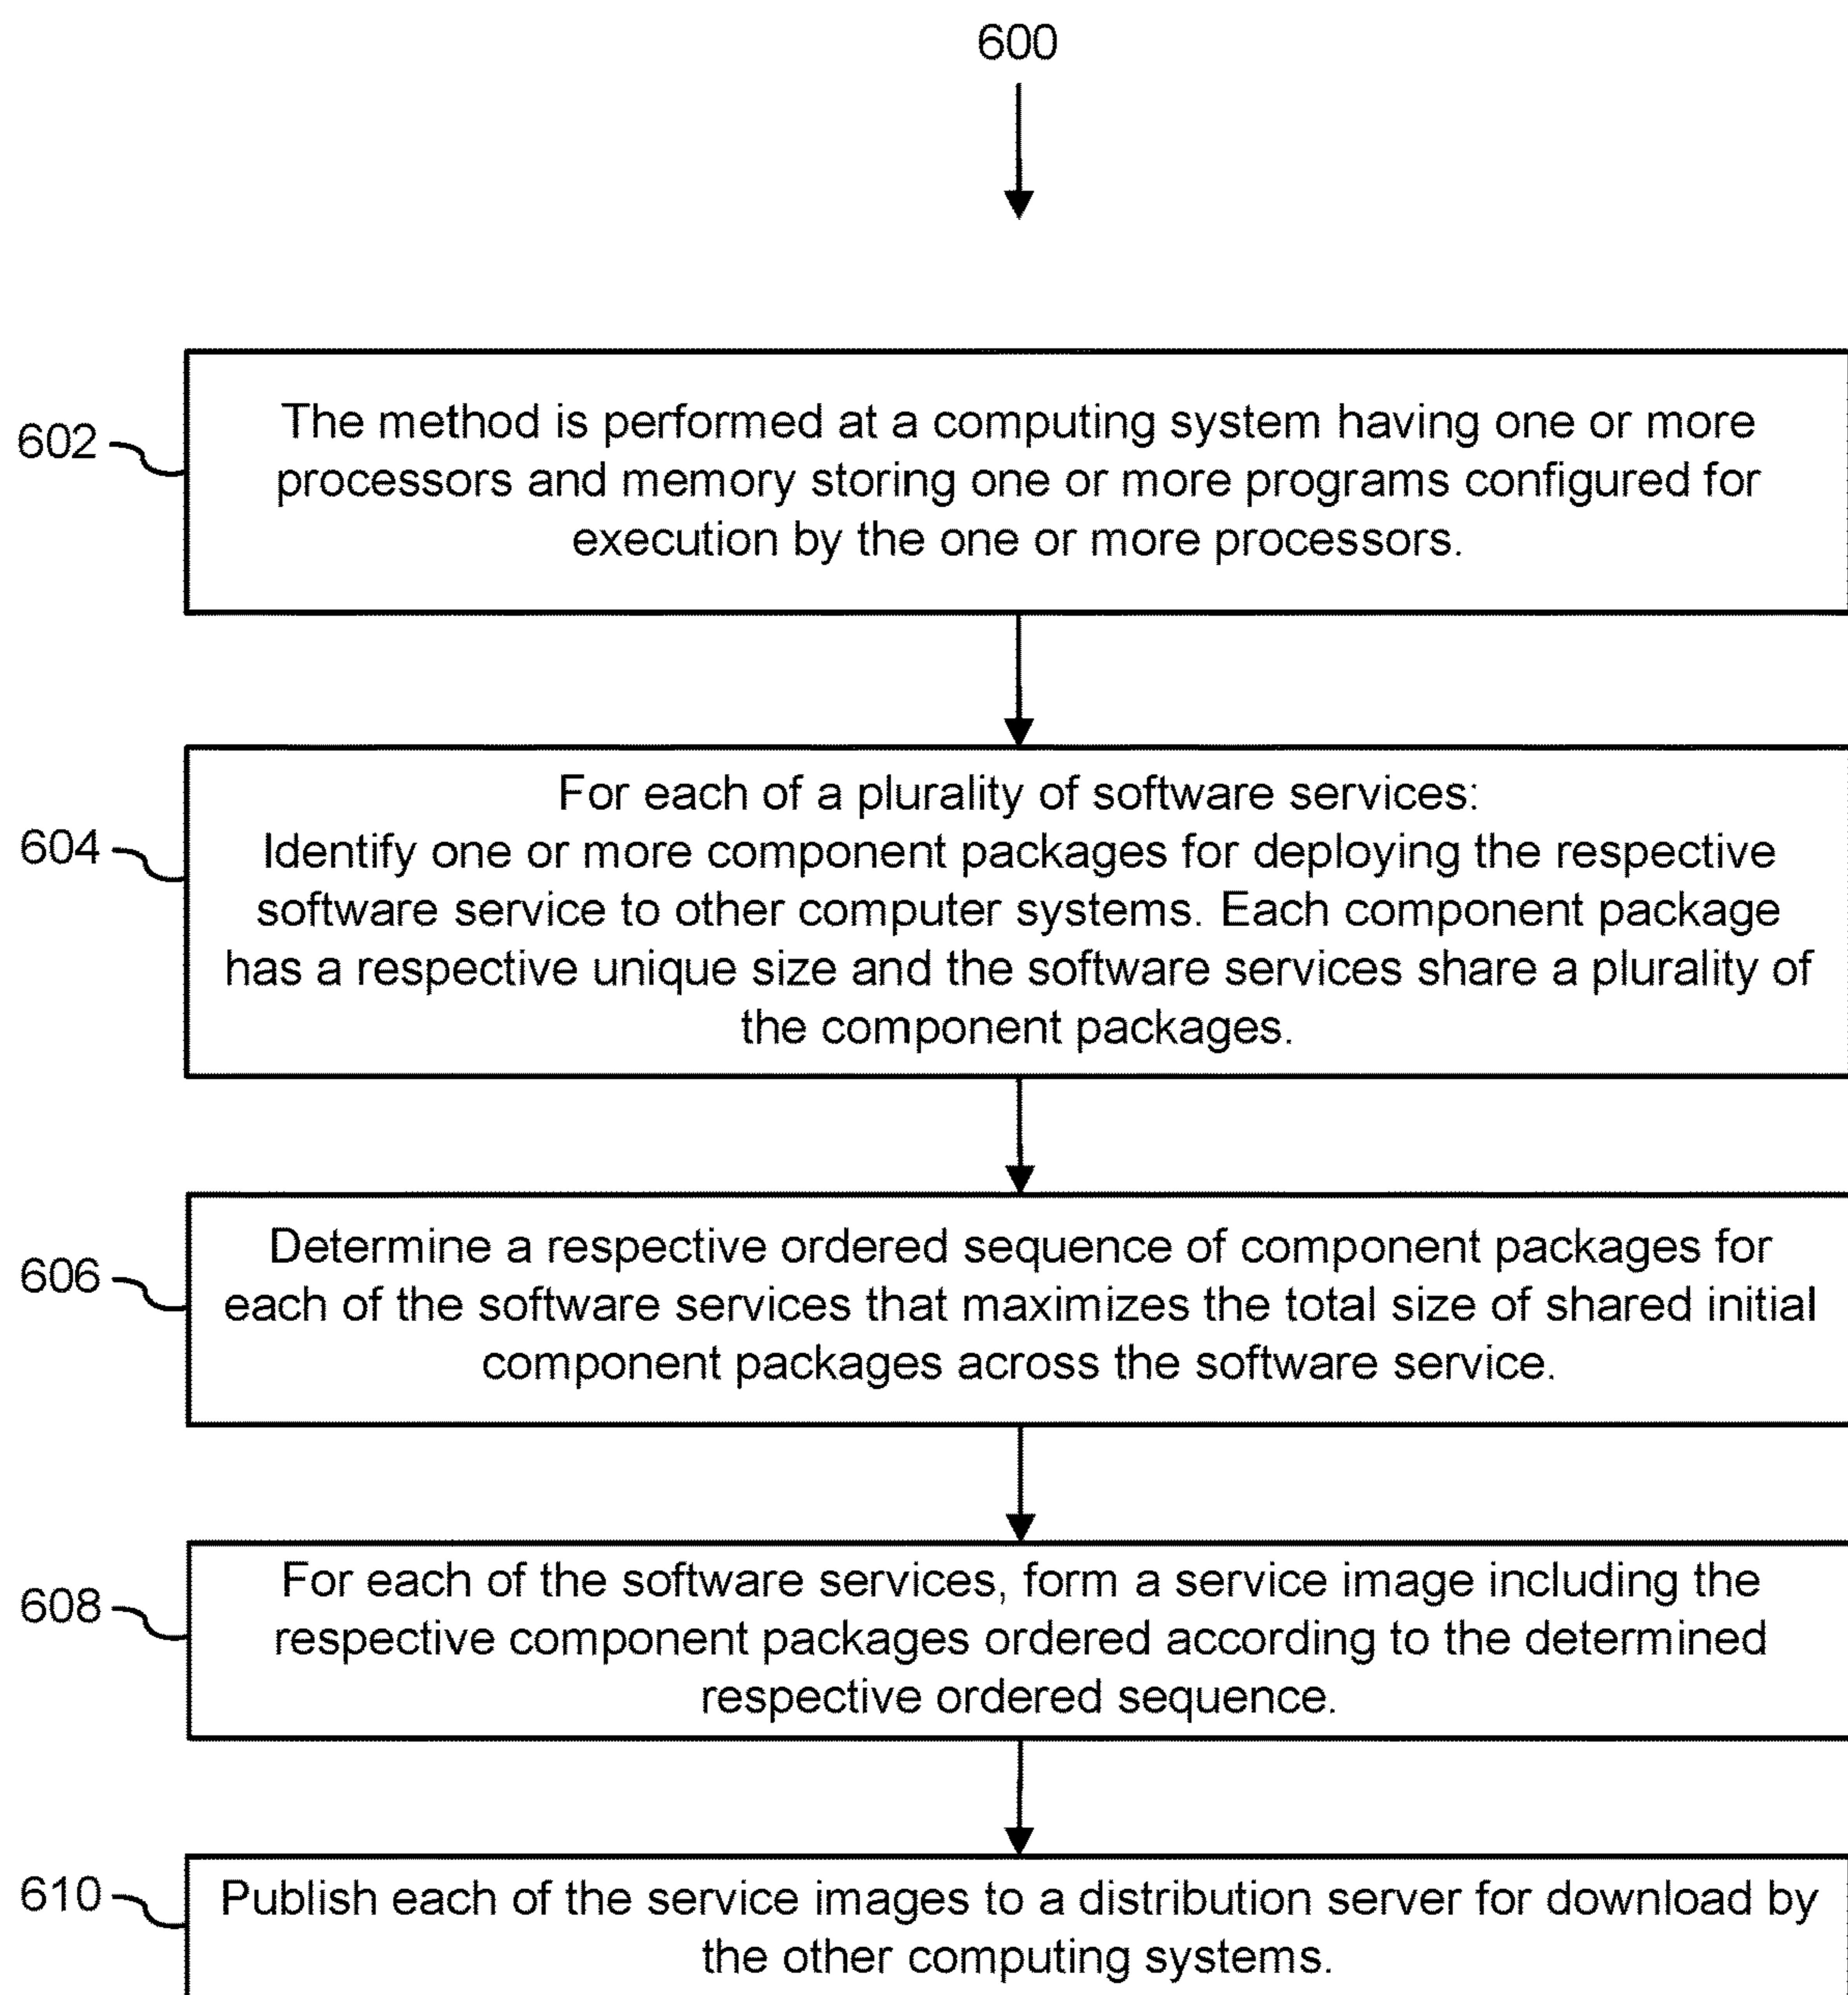 600
602
The method is performed at a computing system having one or more
processors and memory storing one or more programs configured for
execution by the one or more processors.
604
For each of a plurality of software services:
Identify one or more component packages for deploying the respective
software service to other computer systems. Each component package
has a respective unique size and the software services share a plurality of
the component packages.
606
Determine a respective ordered sequence of component packages for
each of the software services that maximizes the total size of shared initial
component packages across the software service.
608
For each of the software services, form a service image including the
respective component packages ordered according to the determined
respective ordered sequence.
610
Publish each of the service images to a distribution server for download by
the other computing systems.